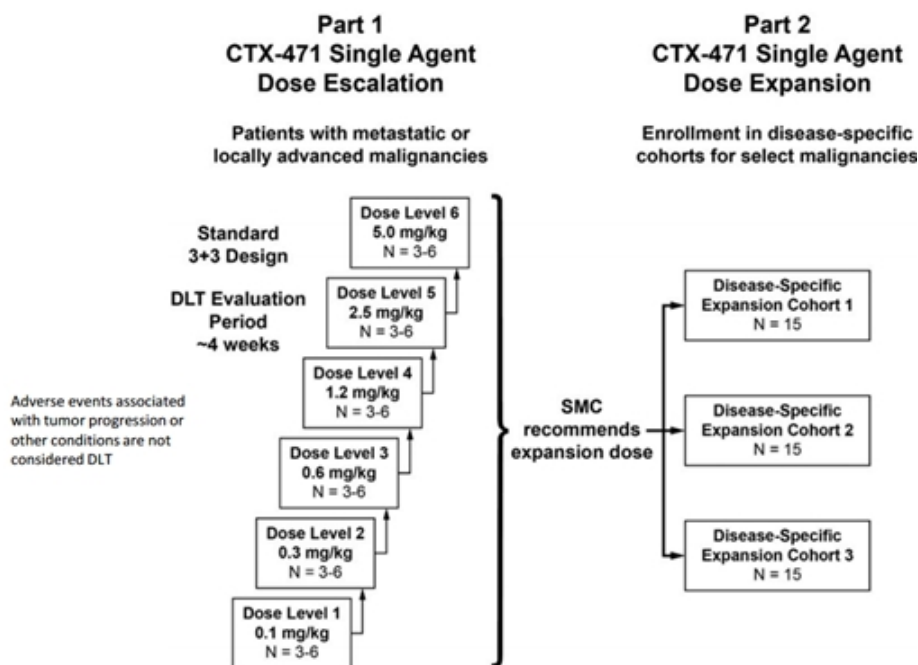 Part 1
CTX-471 Single Agent
Dose Escalation
Patients with metastatic or
locally advanced malignancies
Standard
3+3 Design
DLT Evaluation
Period
~4 weeks
Adverse events associated
with tumor progression or
other conditions are not
considered DLT
Dose Level 6
5.0 mg/kg
N = 3-6
Dose Level 5
2.5 mg/kg
N = 3-6
Dose Level 4
1.2 mg/kg
N = 3-6
Dose Level 3
0.6 mg/kg
N = 3-6
Dose Level 2
0.3 mg/kg
N = 3-6
Dose Level 1
0.1 mg/kg
N = 3-6
SMC
recommends
expansion dose
Part 2
CTX-471 Single Agent
Dose Expansion
Enrollment in disease-specific
cohorts for select malignancies
Disease-Specific
Expansion Cohort 1
N = 15
Disease-Specific
Expansion Cohort 2
N = 15
Disease-Specific
Expansion Cohort 3
N = 15